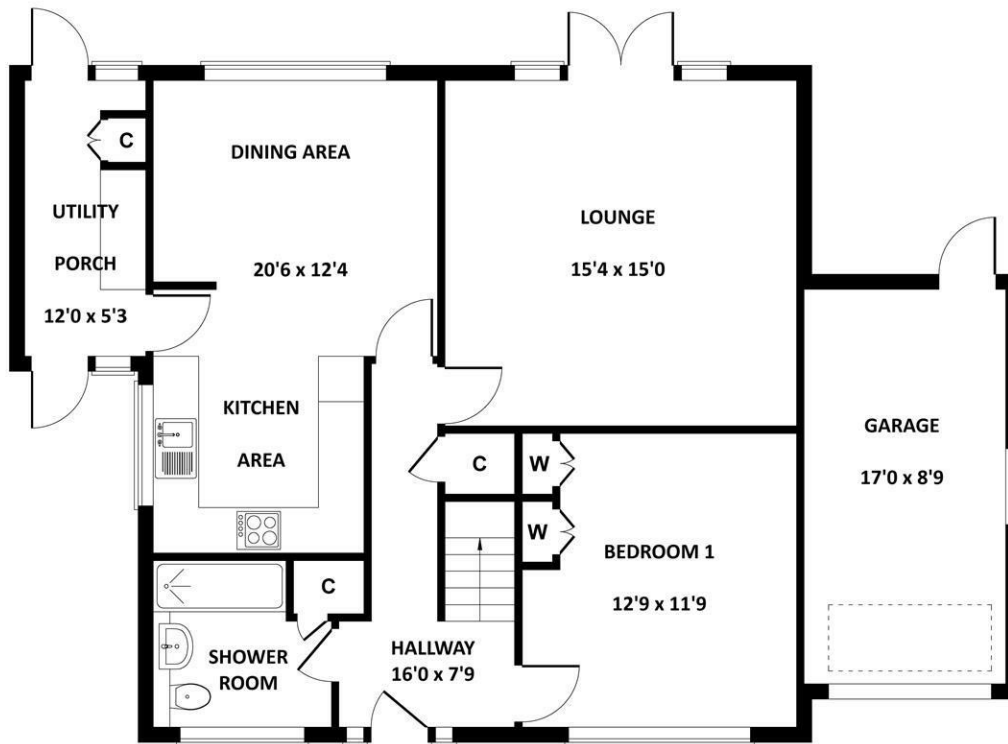 C
DINING AREA
20'6 x 12'4
UTILITY
PORCH
12'0 x 5'3
LOUNGE
15'4 x 15'0
KITCHEN
AREA
GARAGE
17'0 x 8'9
C
W
W
BEDROOM 1
12'9 x 11'9
C
SHOWER
ROOM
HALLWAY
16'0 x 7'9